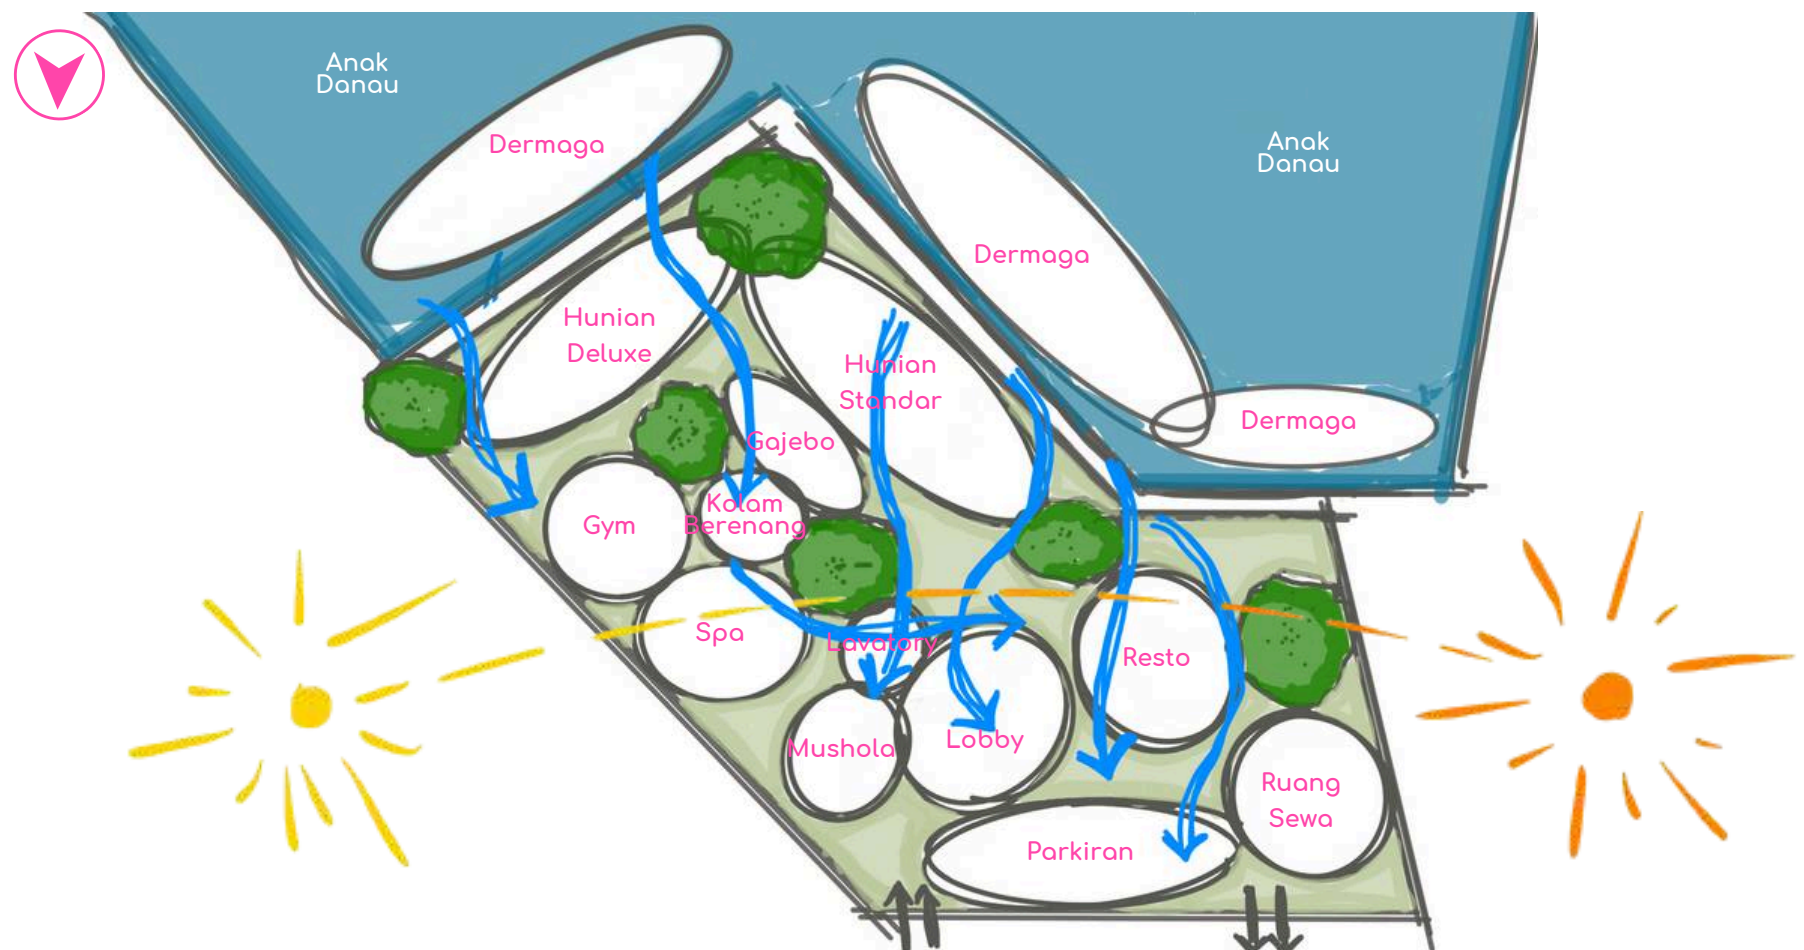 Anak
Danau
Dermaga
Anak
Danau
Dermaga
Hunian
Deluxe
Hunian
Standar
Dermaga
Gajebo
Kolam
Berenang
Gym
Spa
Lavatory
Resto
Mushola
Lobby
Ruang
Sewa
Parkiran